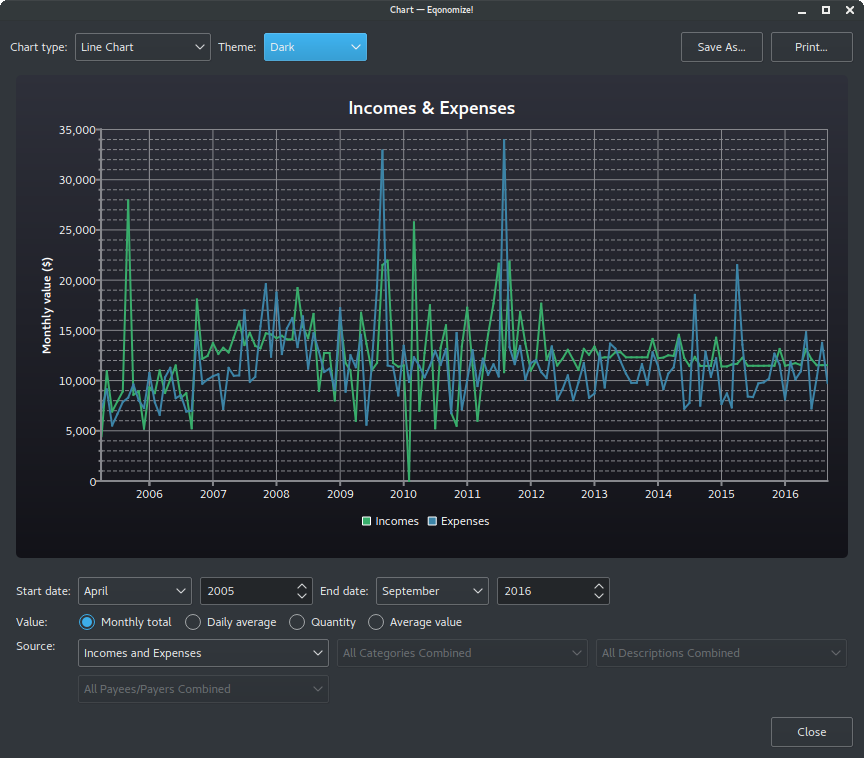 Chart — Eqonomize!
Chart type: Line Chart Theme: Dark Save As... Print...
Incomes & Expenses
Monthly value ($)
35,000
30,000
25,000
20,000
15,000
10,000
5,000
0
2006 2007 2008 2009 2010 2011 2012 2013 2014 2015 2016
Incomes Expenses
Start date: April 2005 End date: September 2016
Value: Monthly total Daily average Quantity Average value
Source: Incomes and Expenses All Categories Combined All Descriptions Combined
All Payees/Payers Combined
Close